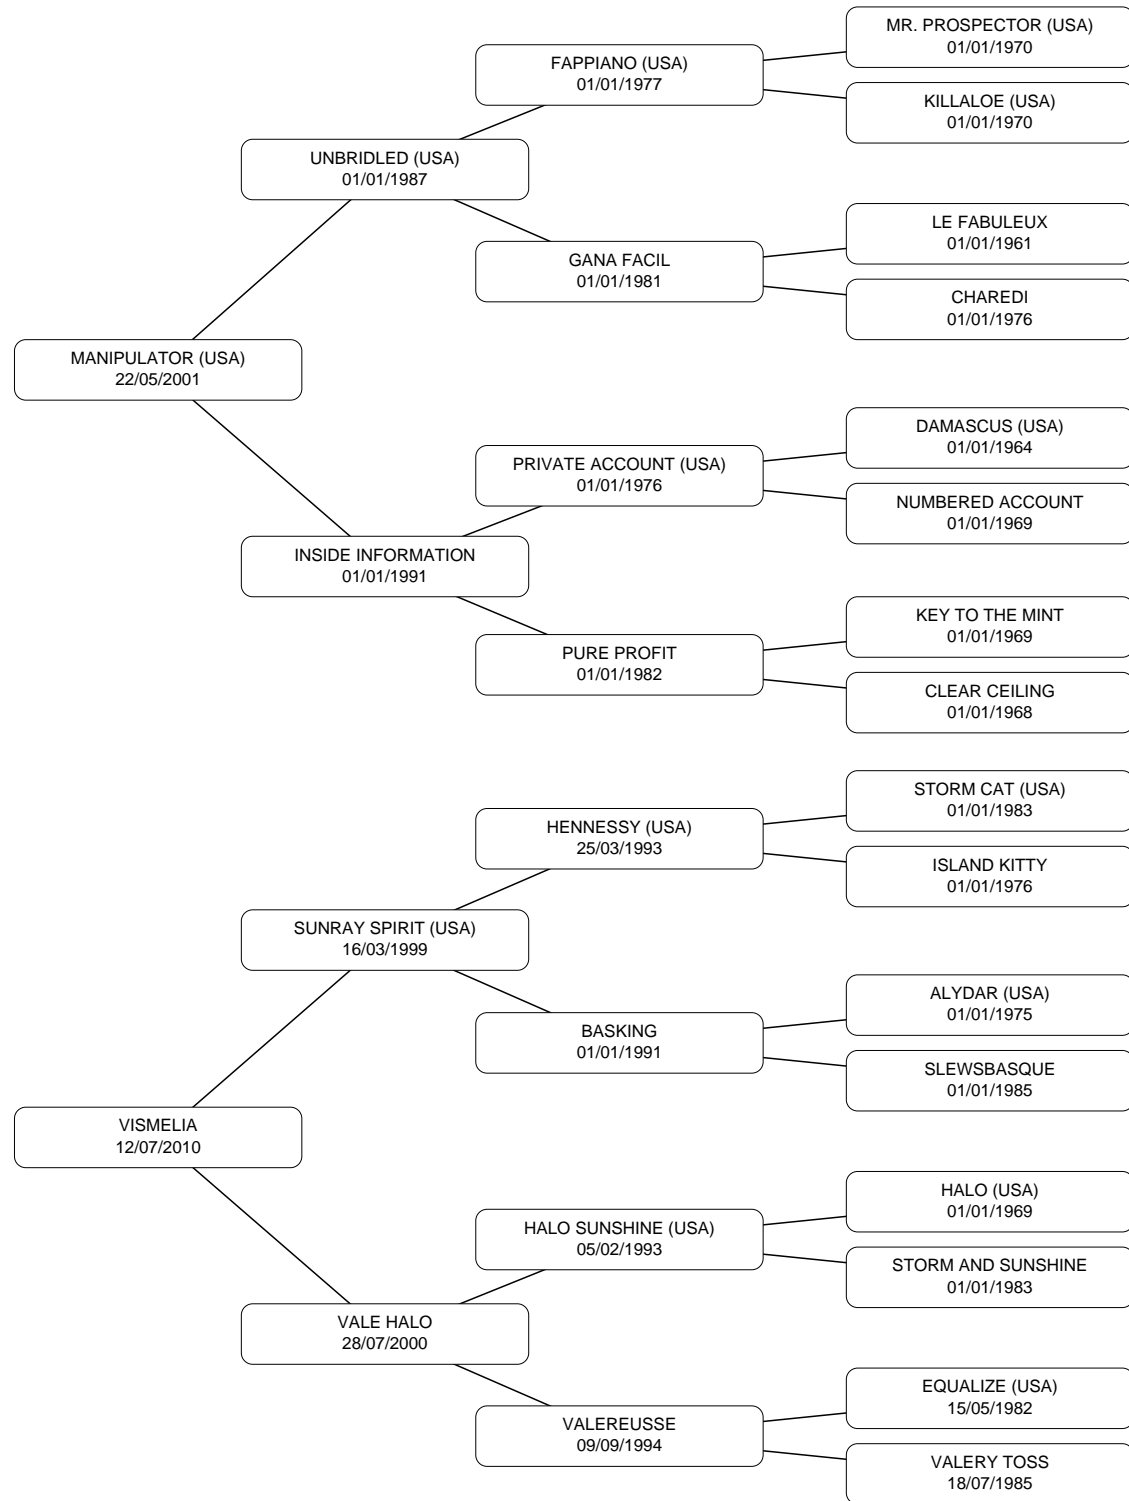 MR. PROSPECTOR (USA)
01/01/1970
FAPPIANO (USA)
01/01/1977
KILLALOE (USA)
01/01/1970
UNBRIDLED (USA)
01/01/1987
LE FABULEUX
01/01/1961
GANA FACIL
01/01/1981
CHAREDI
01/01/1976
MANIPULATOR (USA)
22/05/2001
DAMASCUS (USA)
01/01/1964
PRIVATE ACCOUNT (USA)
01/01/1976
NUMBERED ACCOUNT
01/01/1969
INSIDE INFORMATION
01/01/1991
KEY TO THE MINT
01/01/1969
PURE PROFIT
01/01/1982
CLEAR CEILING
01/01/1968
STORM CAT (USA)
01/01/1983
HENNESSY (USA)
25/03/1993
ISLAND KITTY
01/01/1976
SUNRAY SPIRIT (USA)
16/03/1999
ALYDAR (USA)
01/01/1975
BASKING
01/01/1991
SLEWSBASQUE
01/01/1985
VISMELIA
12/07/2010
HALO (USA)
01/01/1969
HALO SUNSHINE (USA)
05/02/1993
STORM AND SUNSHINE
01/01/1983
VALE HALO
28/07/2000
EQUALIZE (USA)
15/05/1982
VALEREUSSE
09/09/1994
VALERY TOSS
18/07/1985